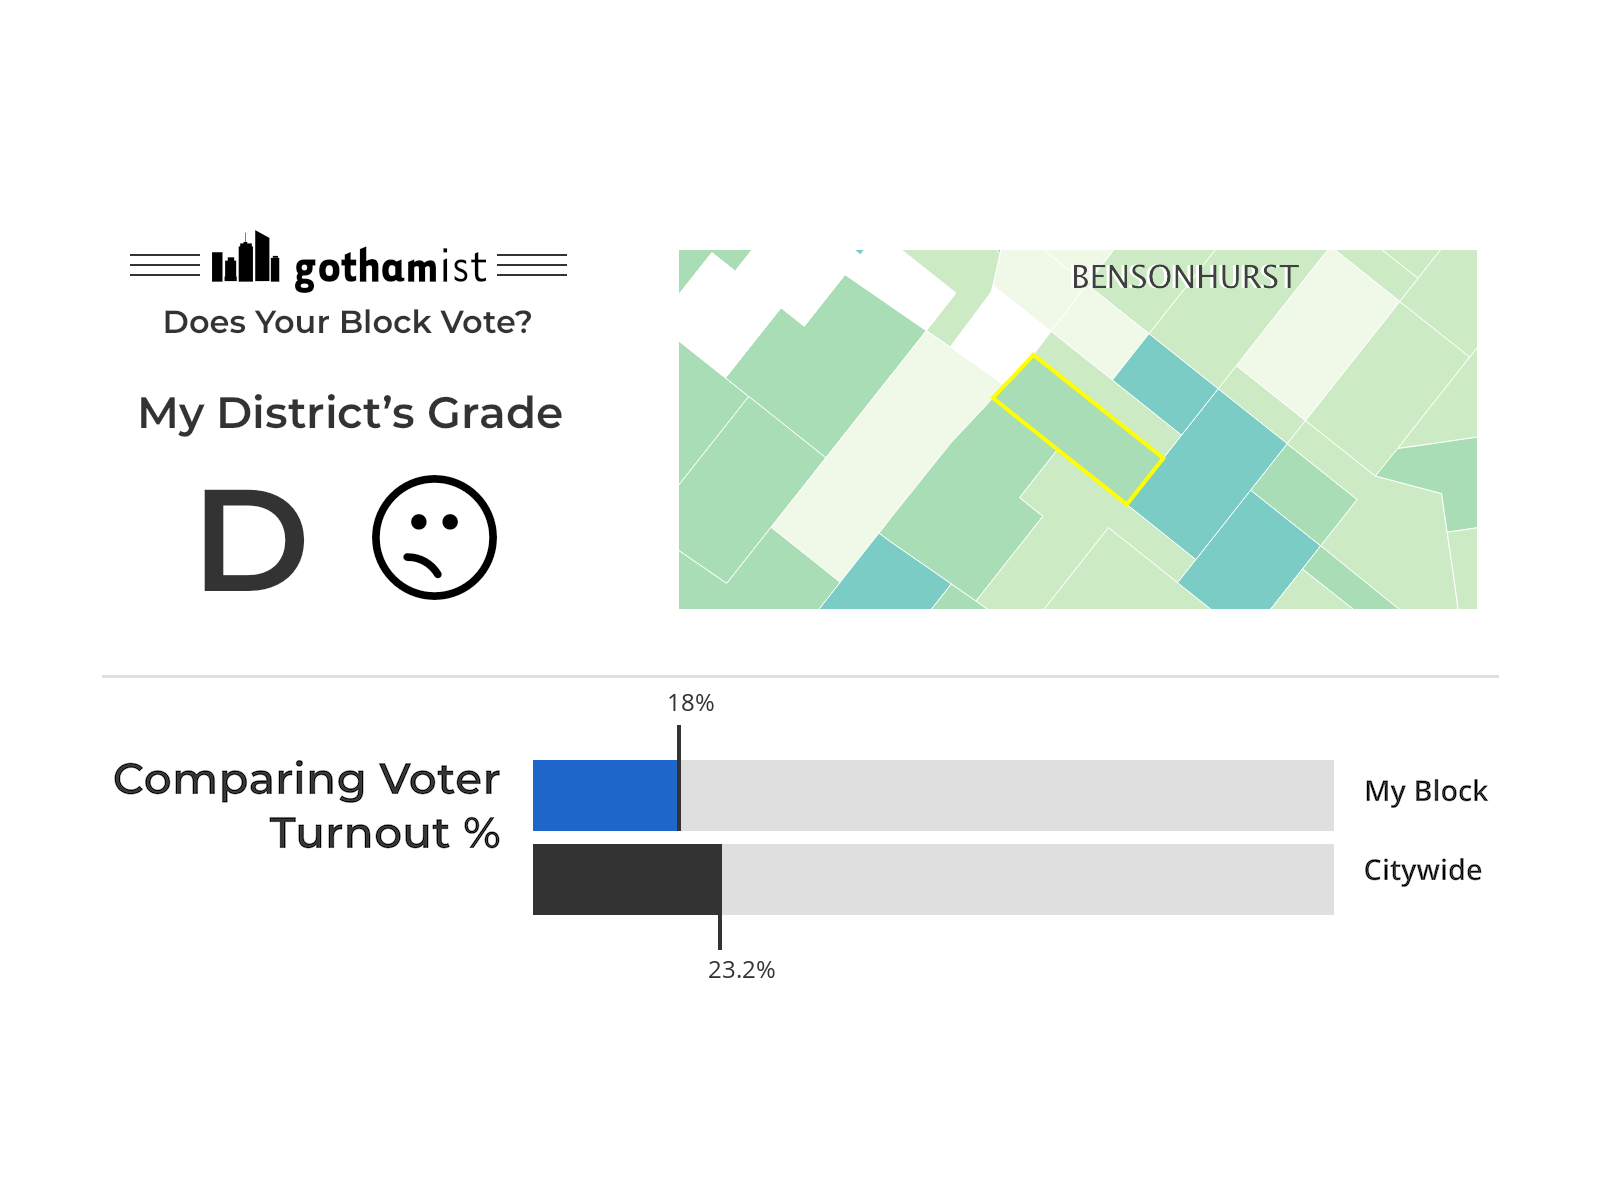 gothamist
Does Your Block Vote?
My District’s Grade
D
BENSONHURST
18%
Comparing Voter
Turnout %
My Block
Citywide
23.2%